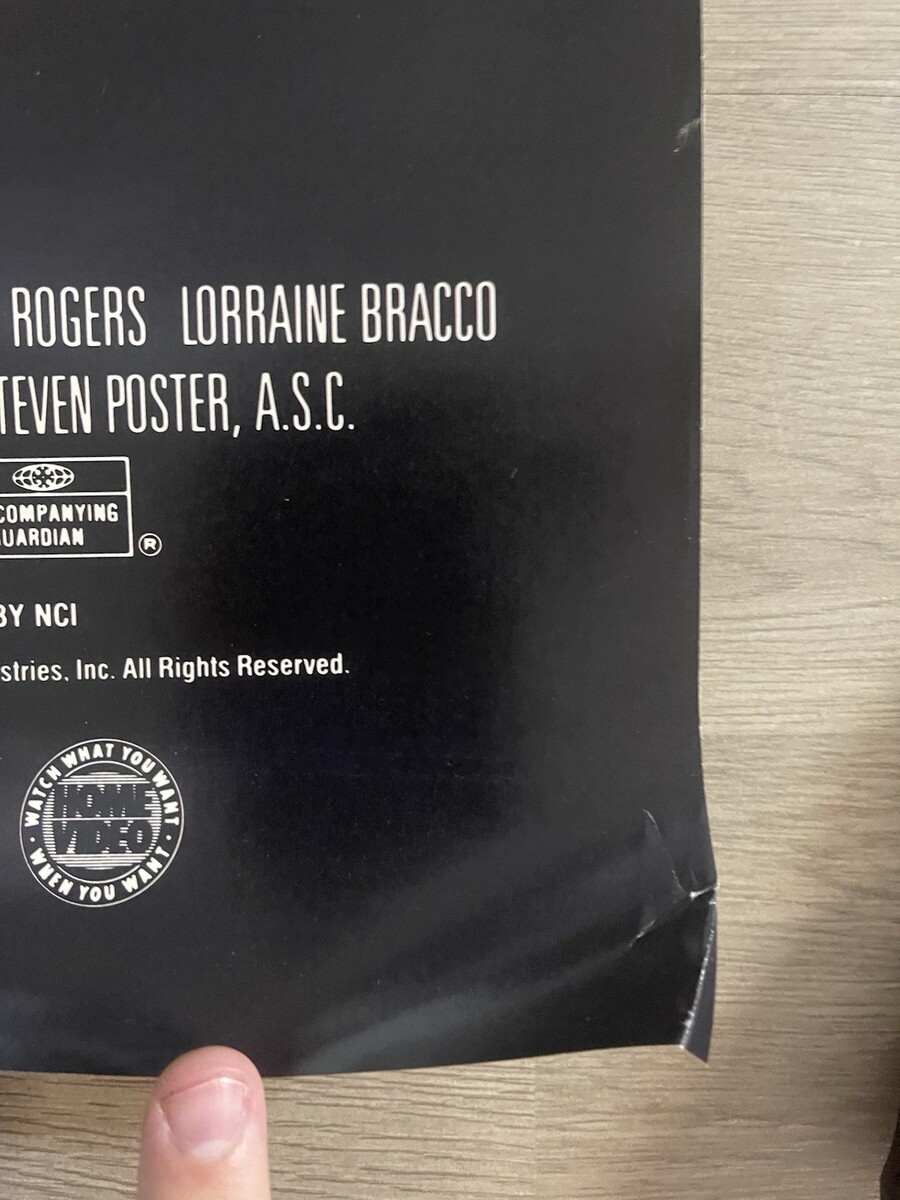 ROGERS LORRAINE BRACCO
TEVEN POSTER, A.S.C.
COMPANYING
UARDIAN ®
BY NCI
stries, Inc. All Rights Reserved.
WATCH WHAT YOU WANT
HOME
VIDEO
WHEN YOU WANT